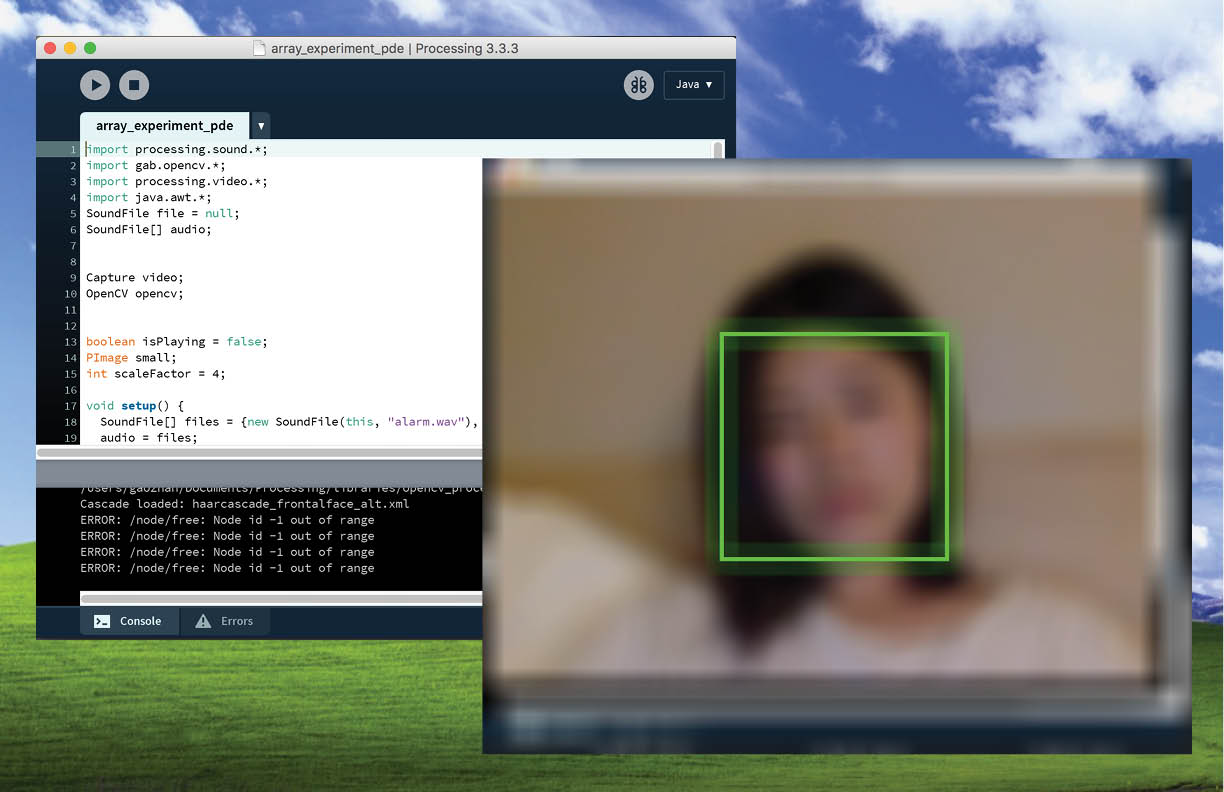 array_experiment_pde | Processing 3.3.3
Java ▼
array_experiment_pde ▼
1 import processing.sound.*;
2 import gab.opencv.*;
3 import processing.video.*;
4 import java.awt.*;
5 SoundFile file = null;
6 SoundFile[] audio;
7
8
9 Capture video;
10 OpenCV opencv;
11
12
13 boolean isPlaying = false;
14 PImage small;
15 int scaleFactor = 4;
16
17 void setup() {
18 SoundFile[] files = {new SoundFile(this, "alarm.wav"),
19 audio = files;
/users/gaozhan/Documents/Processing/libraries/opencv_proc
Cascade loaded: haarcascade_frontalface_alt.xml
ERROR: /node/free: Node id -1 out of range
ERROR: /node/free: Node id -1 out of range
ERROR: /node/free: Node id -1 out of range
ERROR: /node/free: Node id -1 out of range
Console Errors